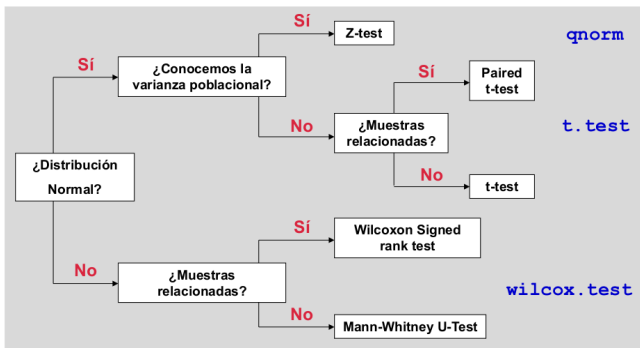 Sí
Z-test
qnorm
Sí
¿Conocemos la
varianza poblacional?
Sí
Paired
t-test
No
¿Muestras
relacionadas?
t.test
¿Distribución
Normal?
No
t-test
Sí
Wilcoxon Signed
rank test
No
¿Muestras
relacionadas?
wilcox.test
No
Mann-Whitney U-Test